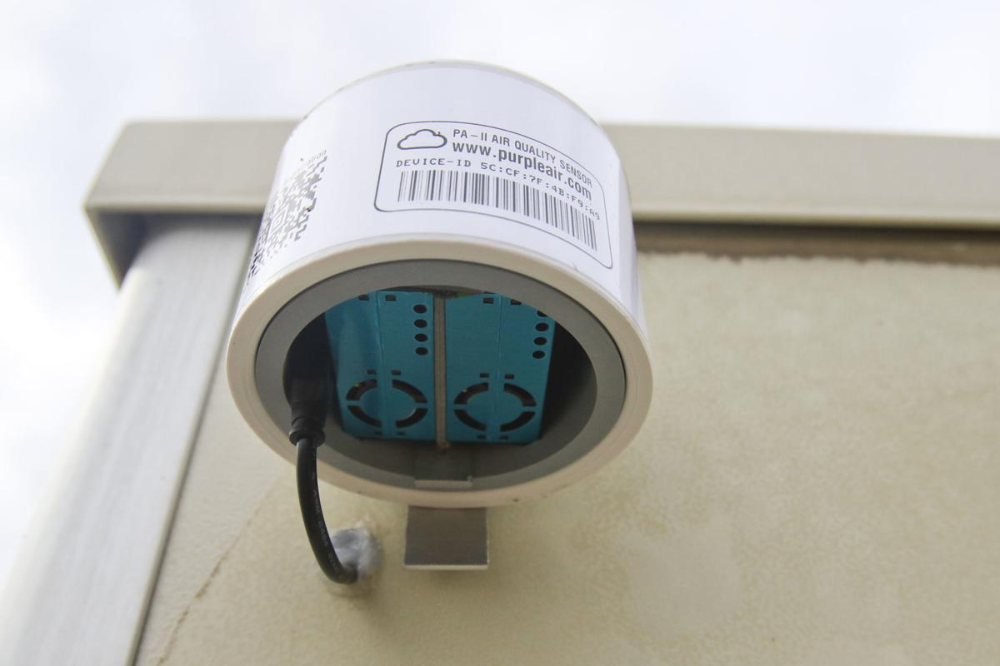 PA-II AIR QUALITY SENSOR
www.purpleair.com
DEVICE-ID 5C:CF:7F:4B:F9:A9